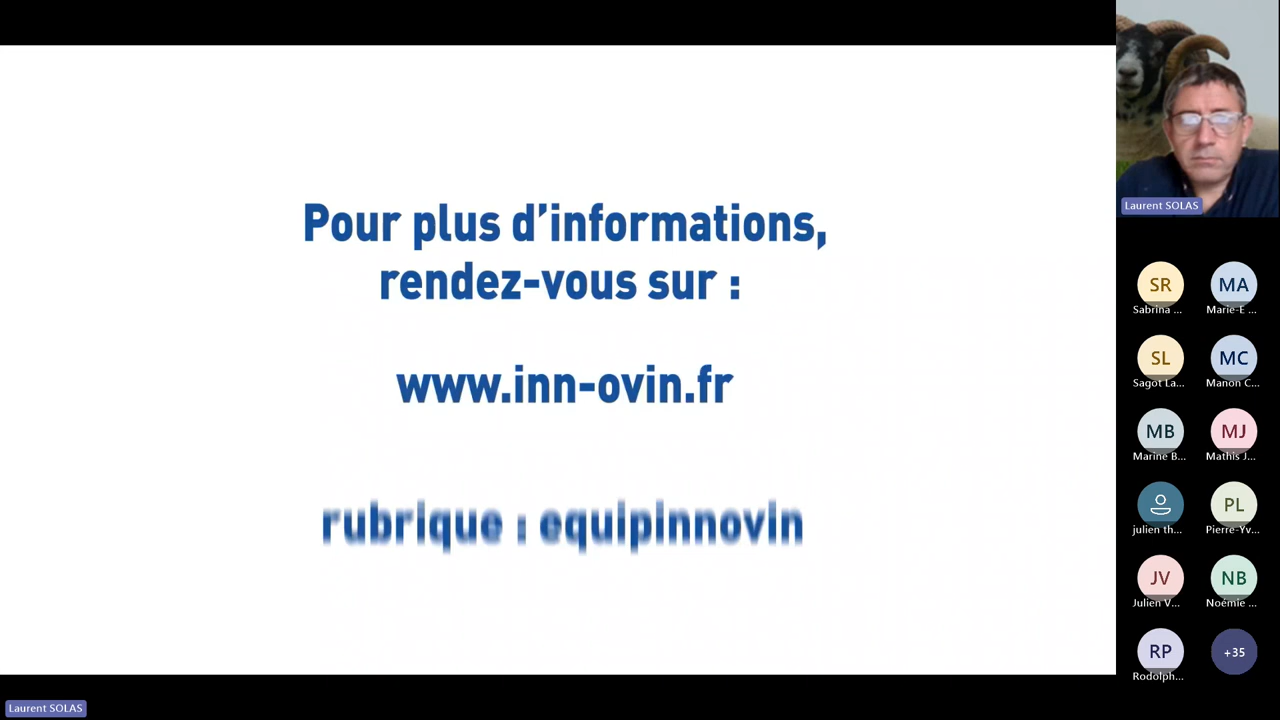 Pour plus d'informations,
rendez-vous sur :
www.inn-ovin.fr
rubrique : equipinnovin
Laurent SOLAS
SR
Sabrina ...
MA
Marie-E ...
SL
Sagot La...
MC
Manon C...
MB
Marine B...
MJ
Mathis J...
julien th...
PL
Pierre-Yv...
JV
Julien V...
NB
Noémie ...
RP
Rodolph...
+35
Laurent SOLAS